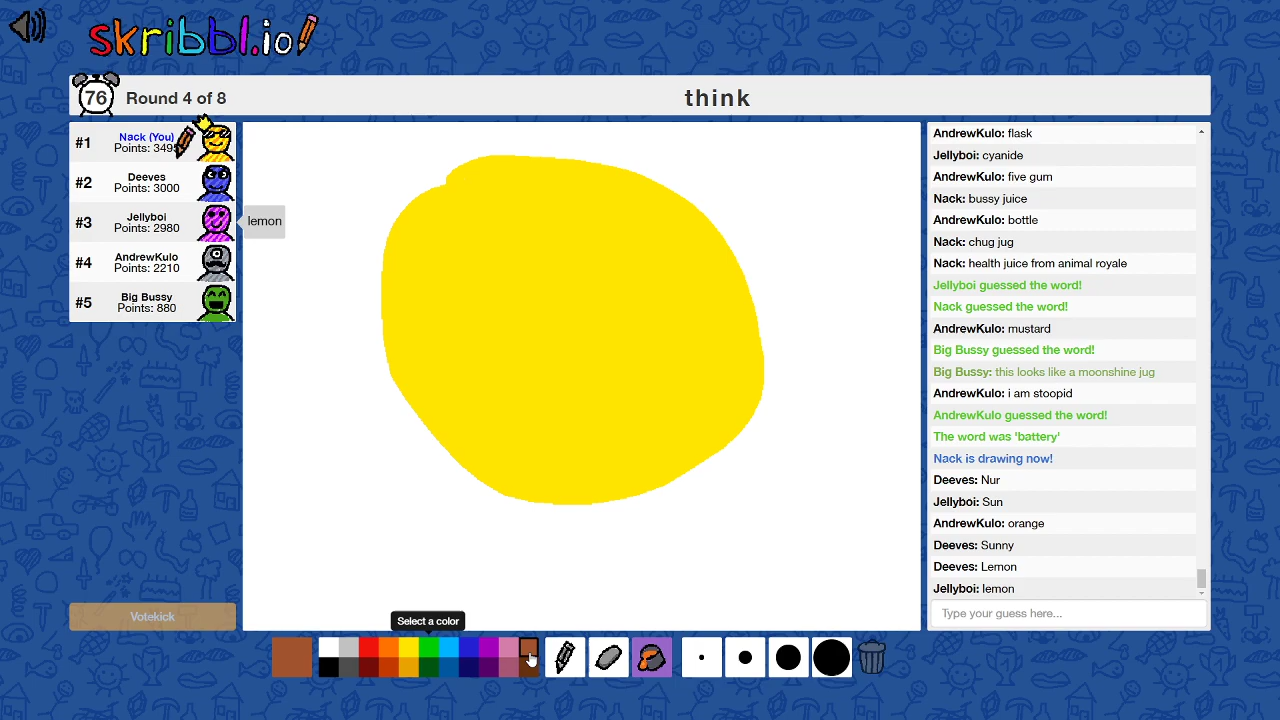 skribbl.io
76
Round 4 of 8
think
#1
Nack (You)
Points: 3495
#2
Deeves
Points: 3000
#3
Jellyboi
Points: 2980
lemon
#4
AndrewKulo
Points: 2210
#5
Big Bussy
Points: 880
Votekick
Select a color
AndrewKulo: flask
Jellyboi: cyanide
AndrewKulo: five gum
Nack: bussy juice
AndrewKulo: bottle
Nack: chug jug
Nack: health juice from animal royale
Jellyboi guessed the word!
Nack guessed the word!
AndrewKulo: mustard
Big Bussy guessed the word!
Big Bussy: this looks like a moonshine jug
AndrewKulo: i am stoopid
AndrewKulo guessed the word!
The word was 'battery'
Nack is drawing now!
Deeves: Nur
Jellyboi: Sun
AndrewKulo: orange
Deeves: Sunny
Deeves: Lemon
Jellyboi: lemon
Type your guess here...